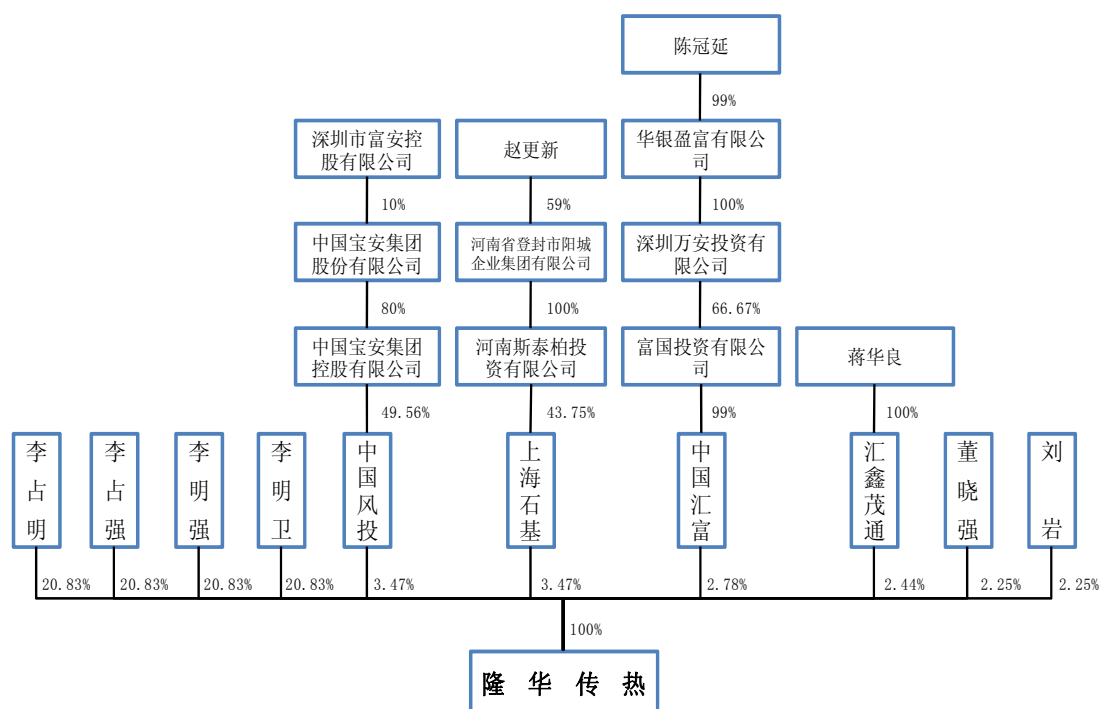 陈冠延
99%
深圳市富安控
股有限公司
赵更新
华银盈富有限公
司
10%
59%
100%
中国宝安集团
股份有限公司
河南省登封市阳城
企业集团有限公司
深圳万安投资有
限公司
80%
100%
66.67%
中国宝安集团
控股有限公司
河南斯泰柏投
资有限公司
富国投资有限公
司
蒋华良
49.56%
43.75%
99%
100%
李占明
李占强
李明强
李明卫
中国风投
上海石基
中国汇富
汇鑫茂通
董晓强
刘岩
20.83%
20.83%
20.83%
20.83%
3.47%
3.47%
2.78%
2.44%
2.25%
2.25%
100%
隆 华 传 热